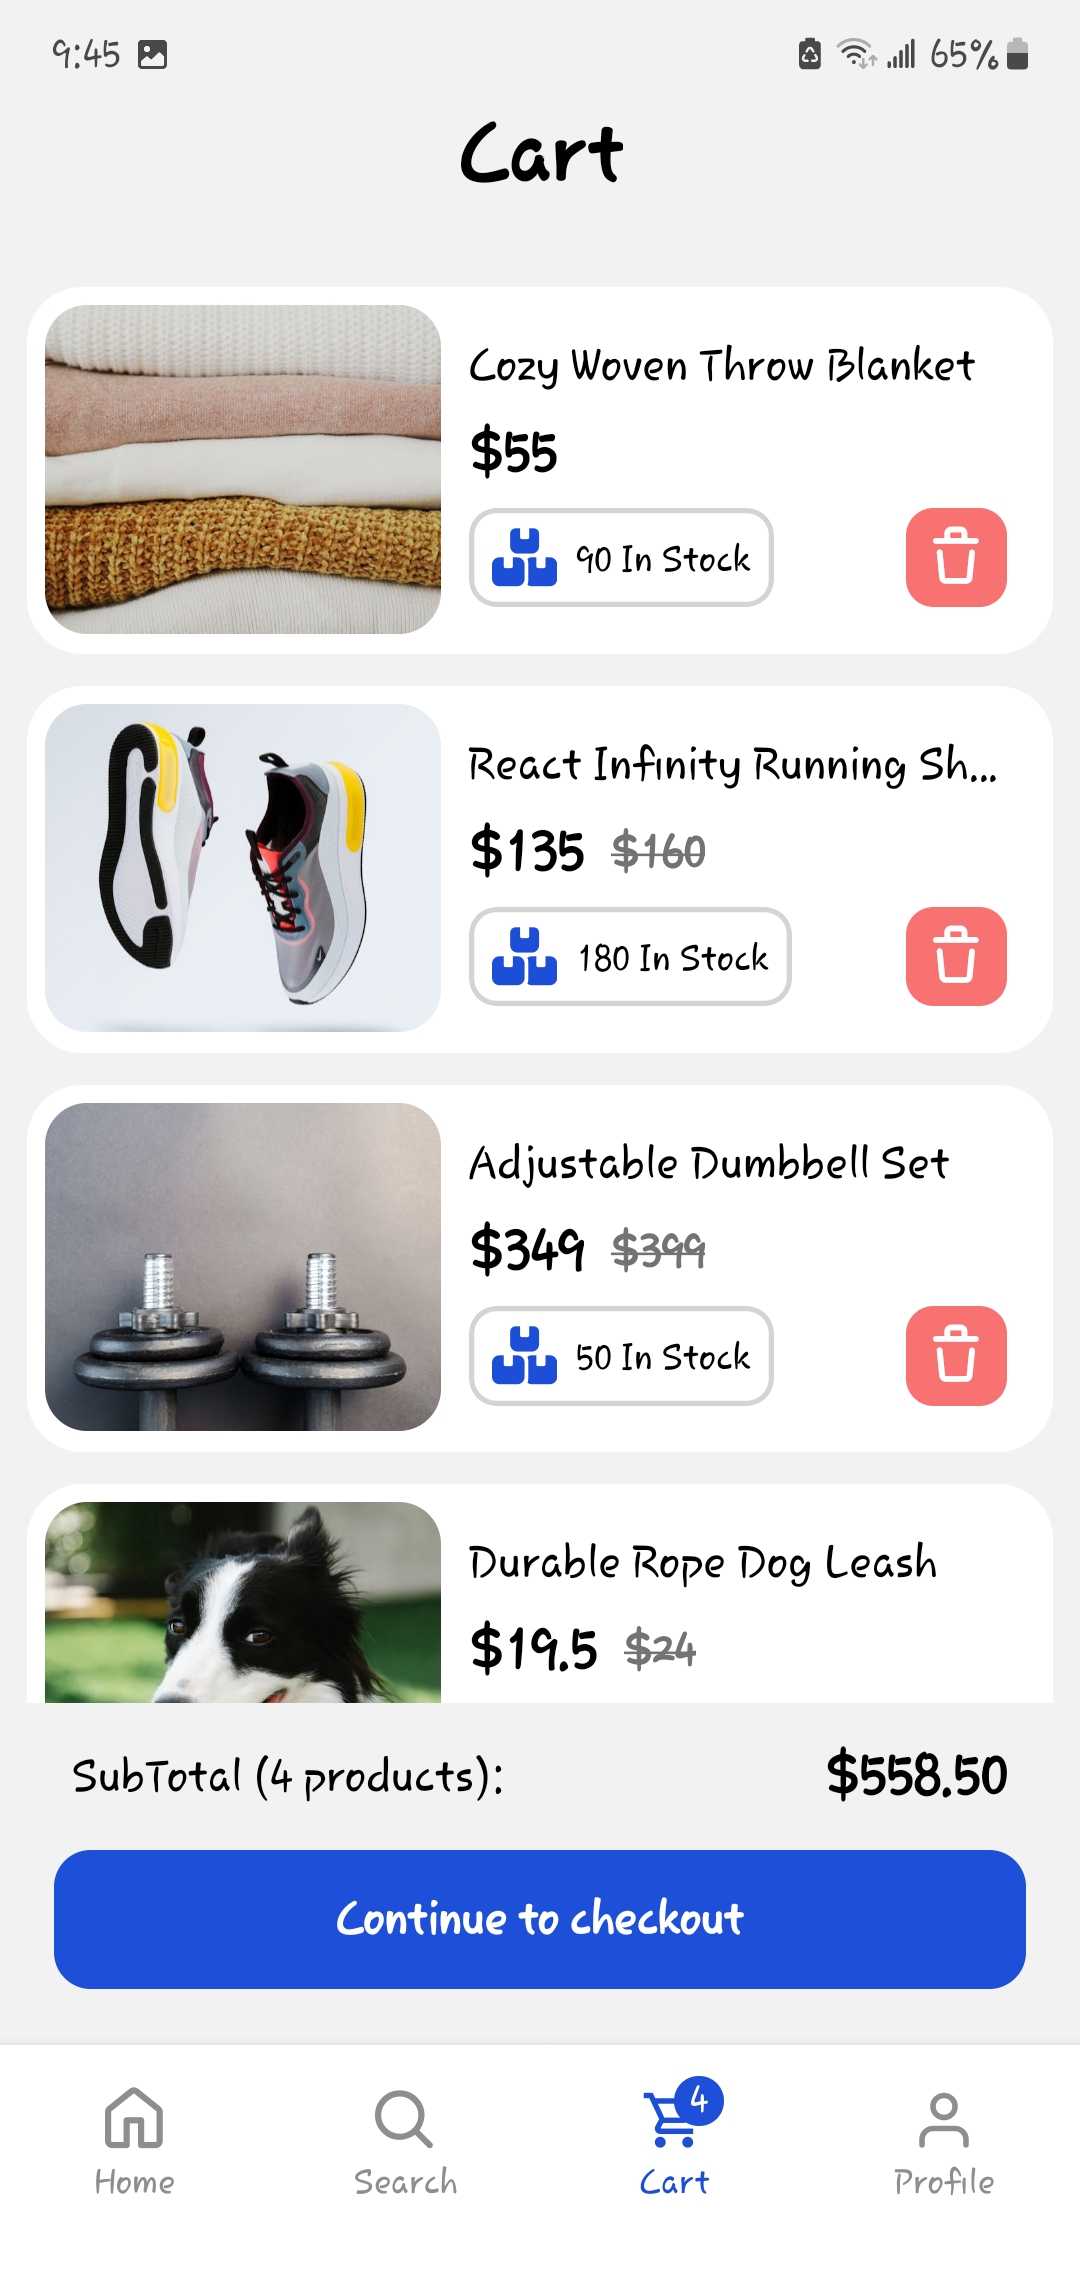 9:45
65%
Cart
Cozy Woven Throw Blanket
$55
90 In Stock
React Infinity Running Sh...
$135 $160
180 In Stock
Adjustable Dumbbell Set
$349 $399
50 In Stock
Durable Rope Dog Leash
$19.5 $24
SubTotal (4 products): $558.50
Continue to checkout
4
Home Search Cart Profile